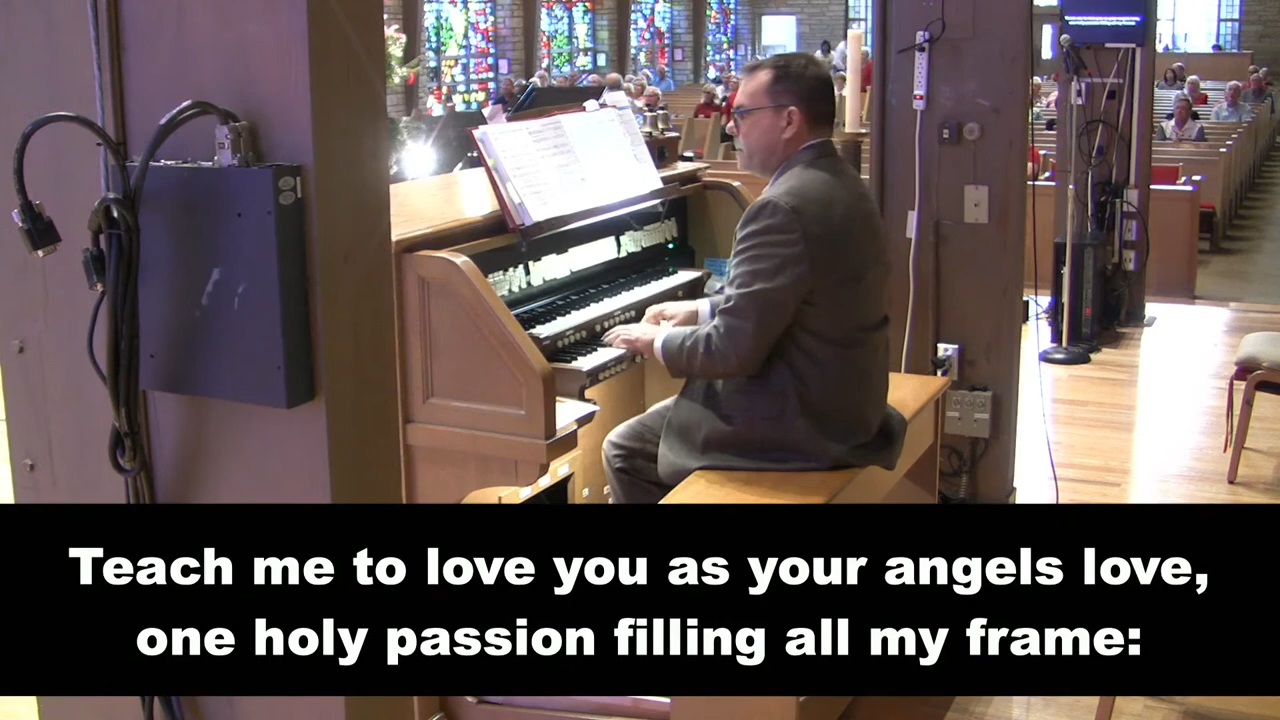 Teach me to love you as your angels love,
one holy passion filling all my frame: